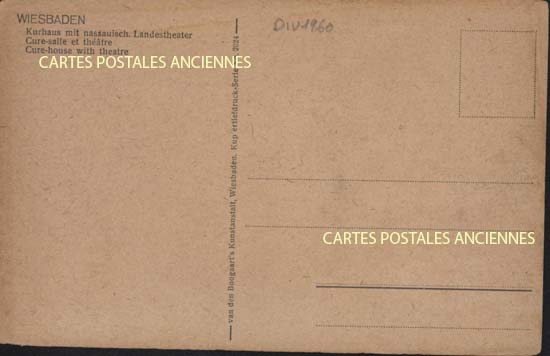 WIESBADEN
Kurhaus mit nassauisch. Landestheater
Cure-salle et théâtre
Cure-house with theatre
CARTES POSTALES ANCIENNES
DIV1960
van den Boogaart's Kunstanstalt, Wiesbaden. Kupfertiefdruck-Serie 2024
CARTES POSTALES ANCIENNES